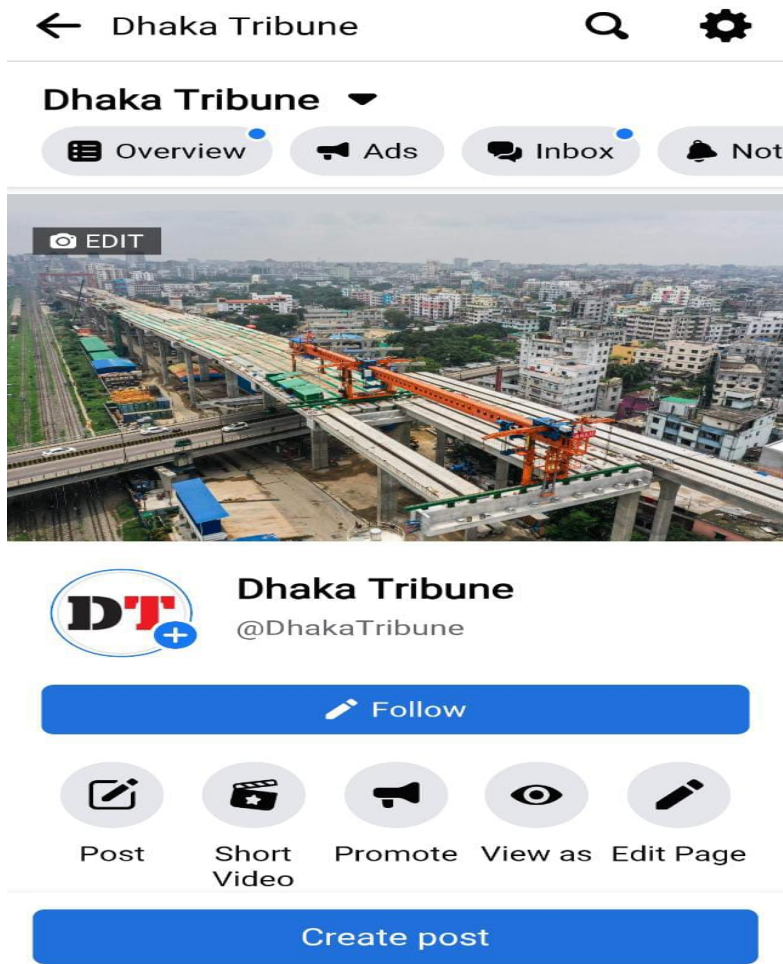 Dhaka Tribune
Dhaka Tribune
Overview Ads Inbox Not
EDIT
DT
Dhaka Tribune
@DhakaTribune
Follow
Post Short Video Promote View as Edit Page
Create post